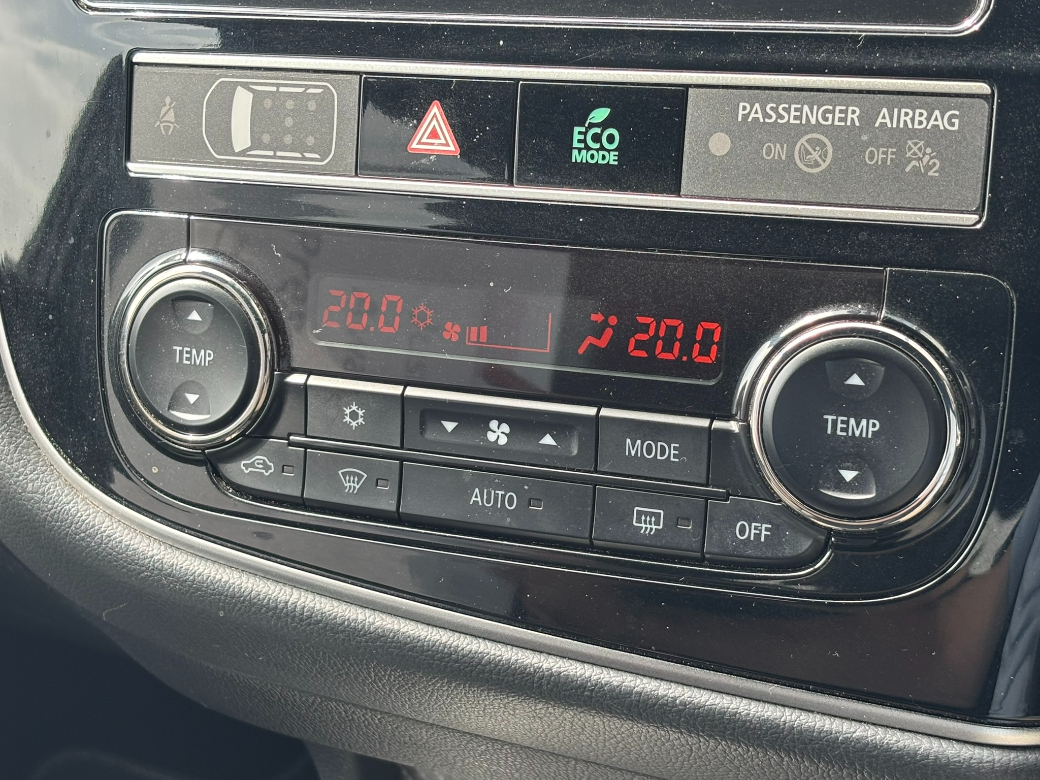 PASSENGER AIRBAG
ECO
MODE
ON OFF 2
20.0 20.0
TEMP
TEMP
MODE
AUTO
OFF